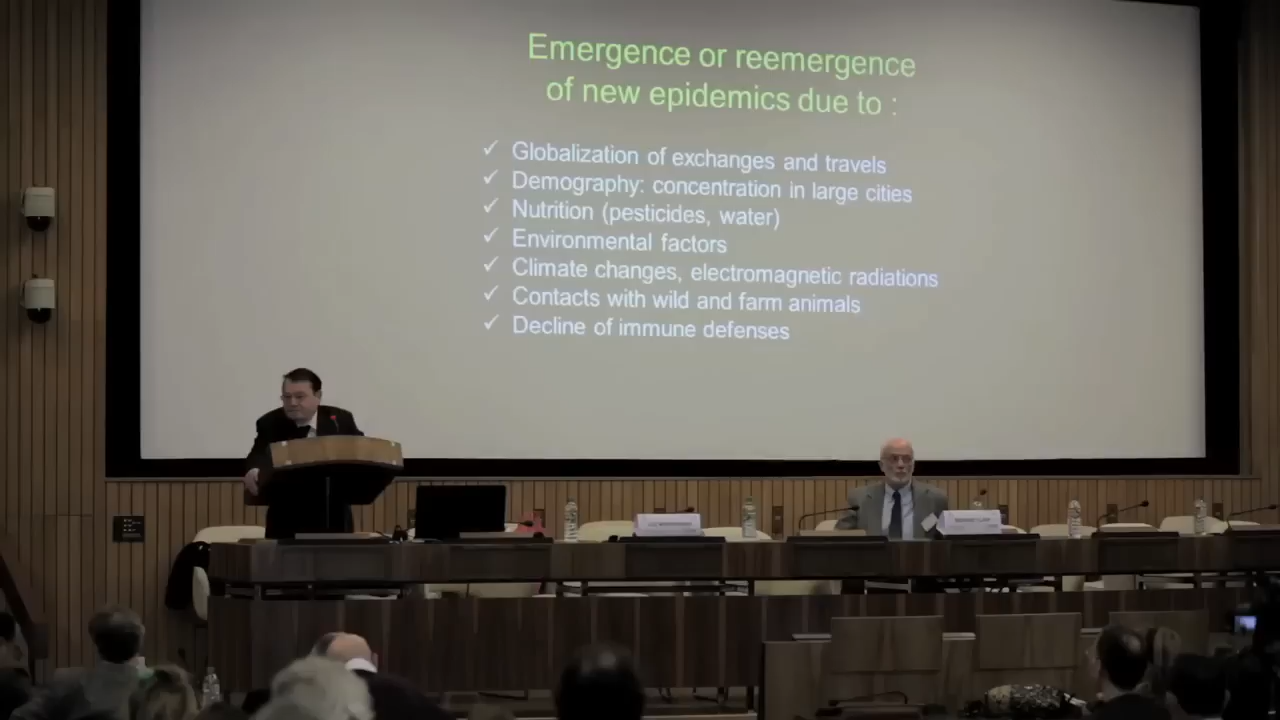 Emergence or reemergence
of new epidemics due to :
✓ Globalization of exchanges and travels
✓ Demography: concentration in large cities
✓ Nutrition (pesticides, water)
✓ Environmental factors
✓ Climate changes, electromagnetic radiations
✓ Contacts with wild and farm animals
✓ Decline of immune defenses